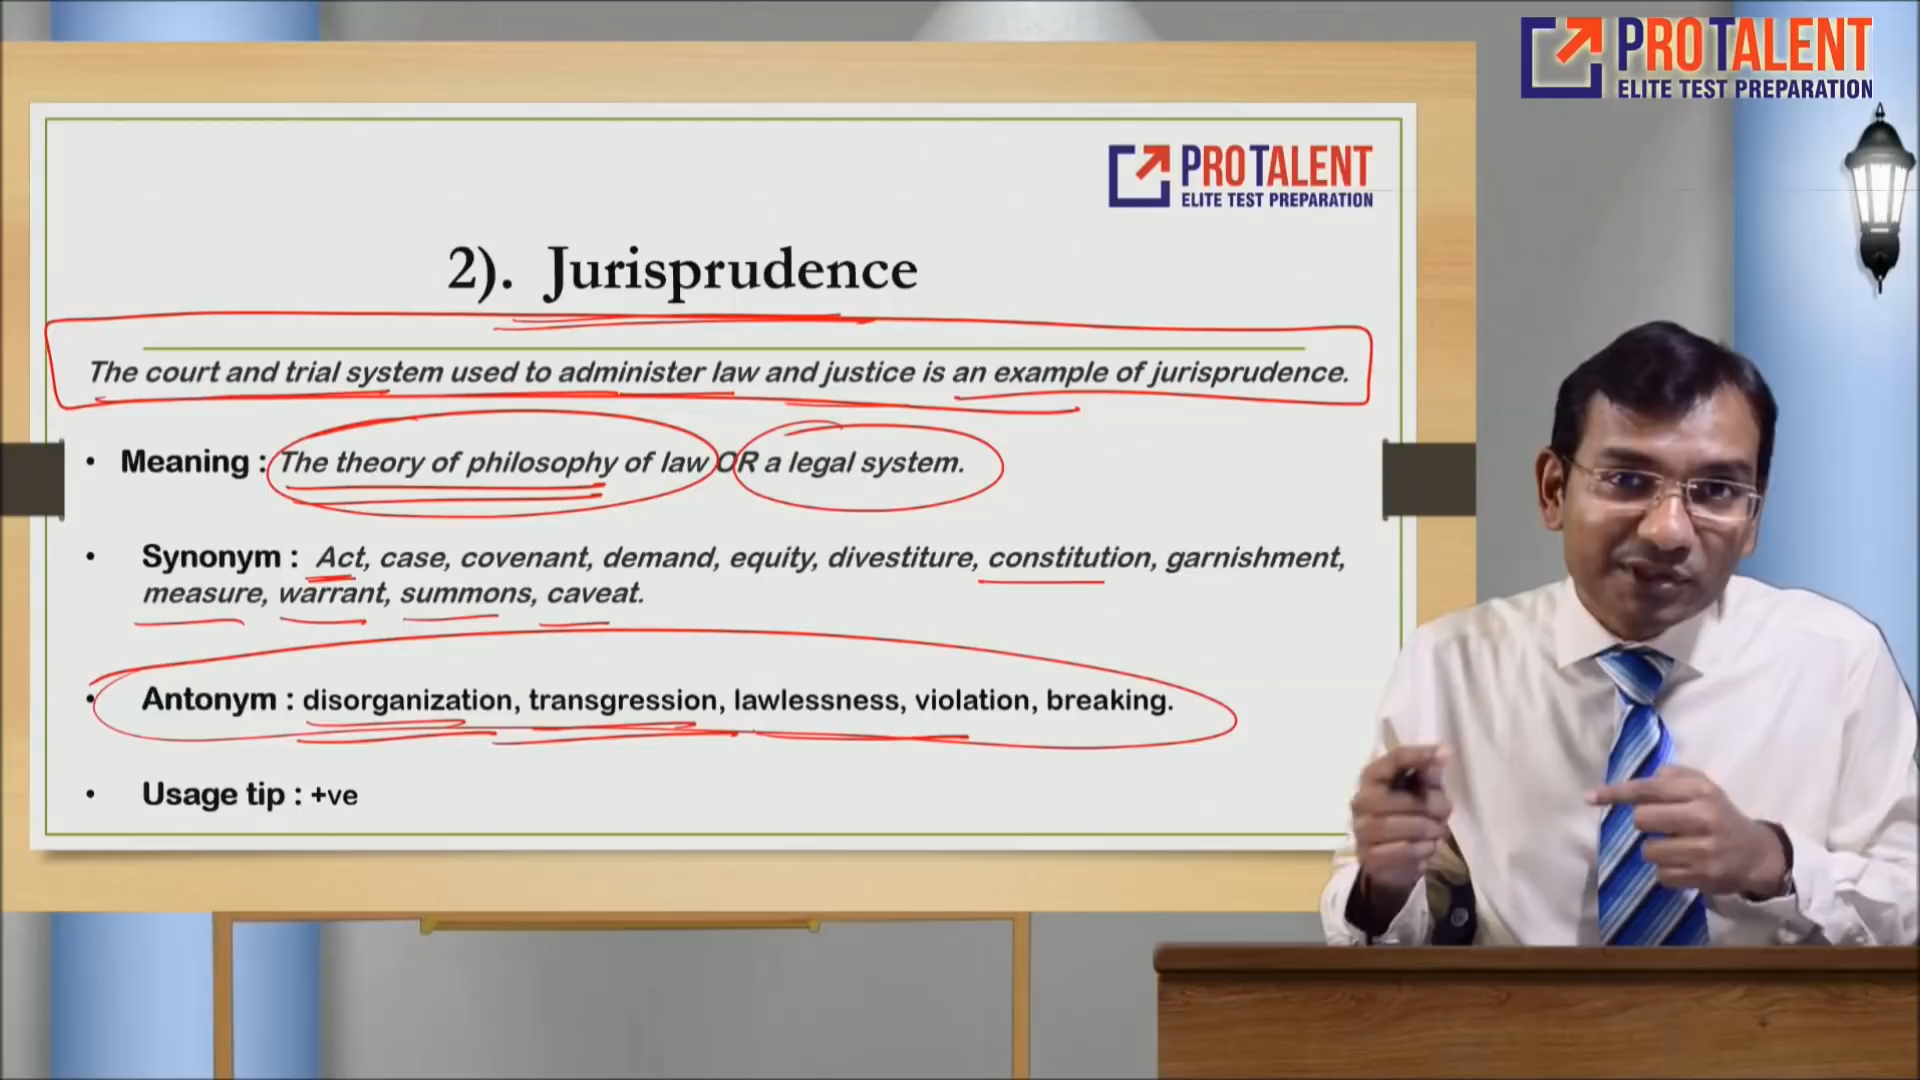 PROTALENT
ELITE TEST PREPARATION
PROTALENT
ELITE TEST PREPARATION
2). Jurisprudence
The court and trial system used to administer law and justice is an example of jurisprudence.
• Meaning : The theory of philosophy of law OR a legal system.
• Synonym : Act, case, covenant, demand, equity, divestiture, constitution, garnishment,
measure, warrant, summons, caveat.
• Antonym : disorganization, transgression, lawlessness, violation, breaking.
• Usage tip : +ve